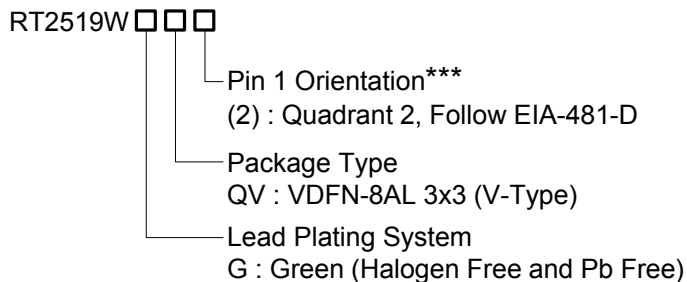 RT2519W□□□
Pin 1 Orientation***
(2) : Quadrant 2, Follow EIA-481-D
Package Type
QV : VDFN-8AL 3x3 (V-Type)
Lead Plating System
G : Green (Halogen Free and Pb Free)